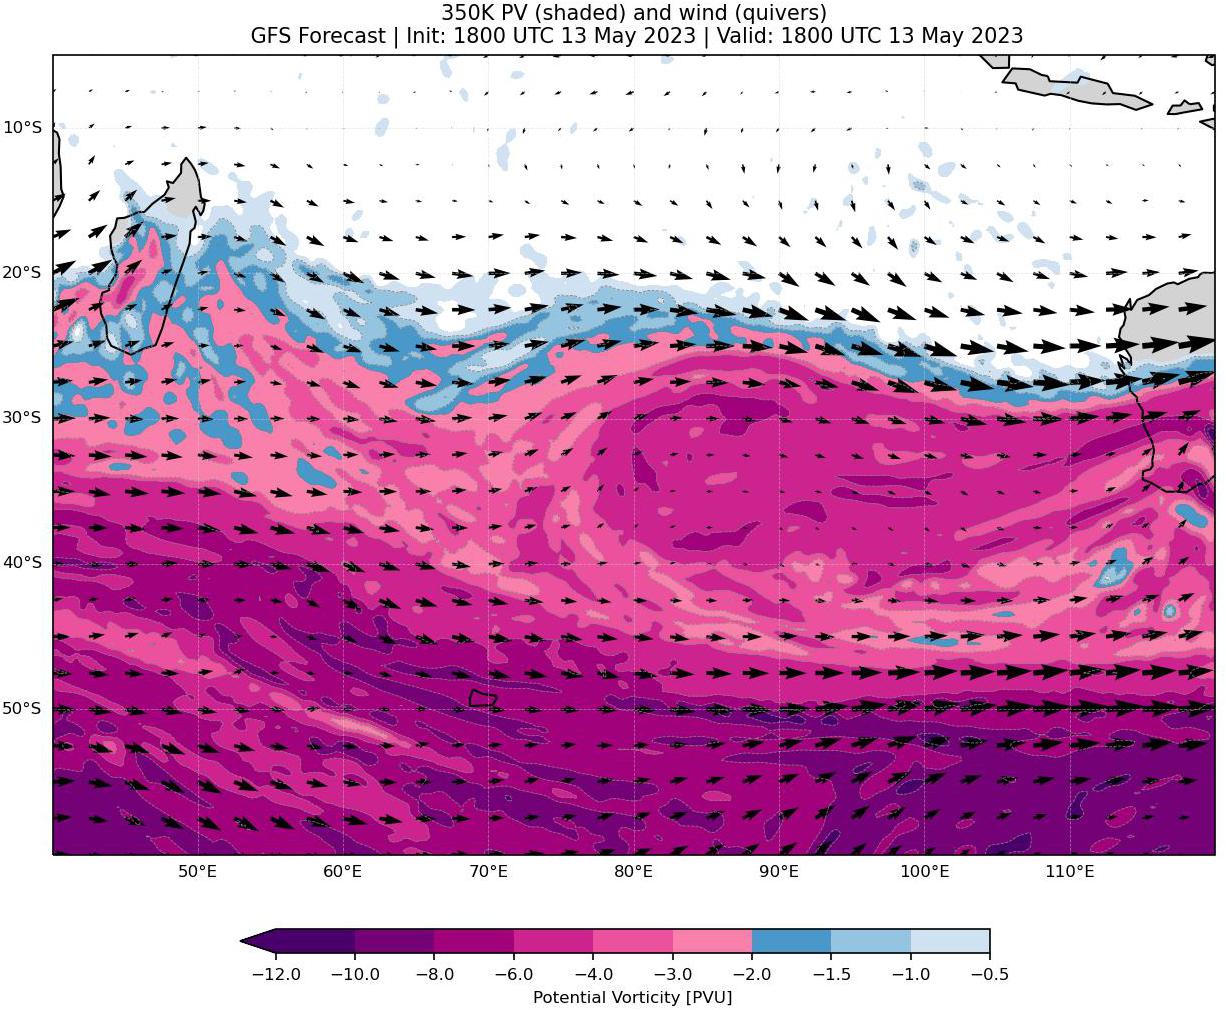 350K PV (shaded) and wind (quivers)
GFS Forecast | Init: 1800 UTC 13 May 2023 | Valid: 1800 UTC 13 May 2023
10°S
20°S
30°S
40°S
50°S
50°E 60°E 70°E 80°E 90°E 100°E 110°E
−12.0 −10.0 −8.0 −6.0 −4.0 −3.0 −2.0 −1.5 −1.0 −0.5
Potential Vorticity [PVU]